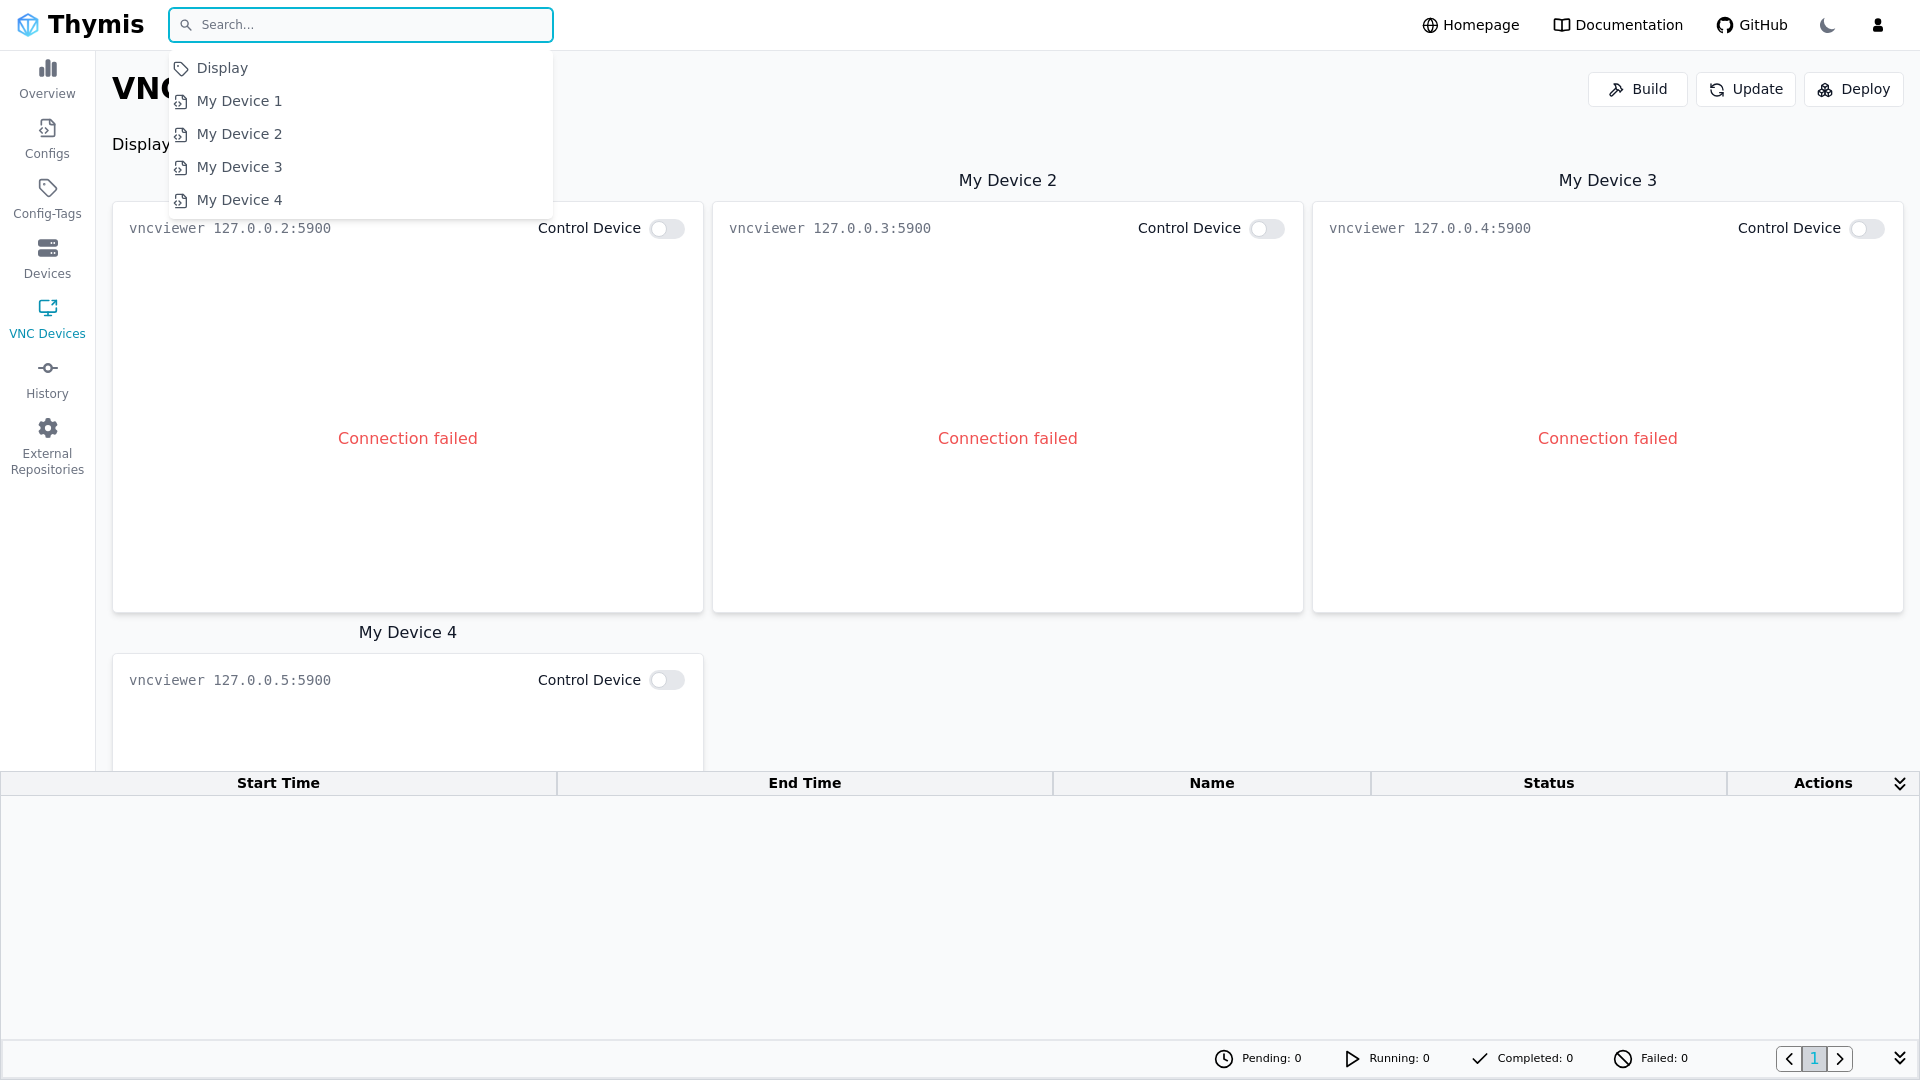 Thymis
Search...
Homepage
Documentation
GitHub
Overview
Configs
Config-Tags
Devices
VNC Devices
History
External
Repositories
VNC
Build
Update
Deploy
Display
Display
My Device 1
My Device 2
My Device 3
My Device 4
My Device 2
My Device 3
vncviewer 127.0.0.2:5900 Control Device
vncviewer 127.0.0.3:5900 Control Device
vncviewer 127.0.0.4:5900 Control Device
Connection failed
Connection failed
Connection failed
My Device 4
vncviewer 127.0.0.5:5900 Control Device
Start Time End Time Name Status Actions
Pending: 0 Running: 0 Completed: 0 Failed: 0 1